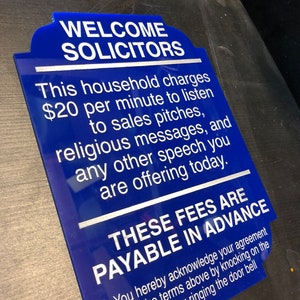 WELCOME
SOLICITORS
This household charges
$20 per minute to listen
to sales pitches,
religious messages, and
any other speech you
are offering today.
THESE FEES ARE
PAYABLE IN ADVANCE
You hereby acknowledge your agreement
terms above by knocking on the
ringing the door bell